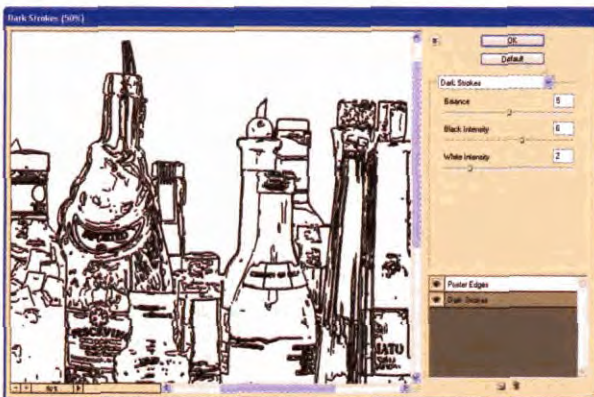 Dark Strokes (50%)
OK
Default
Dark Strokes
Balance 5
Black Intensity 6
White Intensity 2
Poster Edges
Dark Strokes
MATO